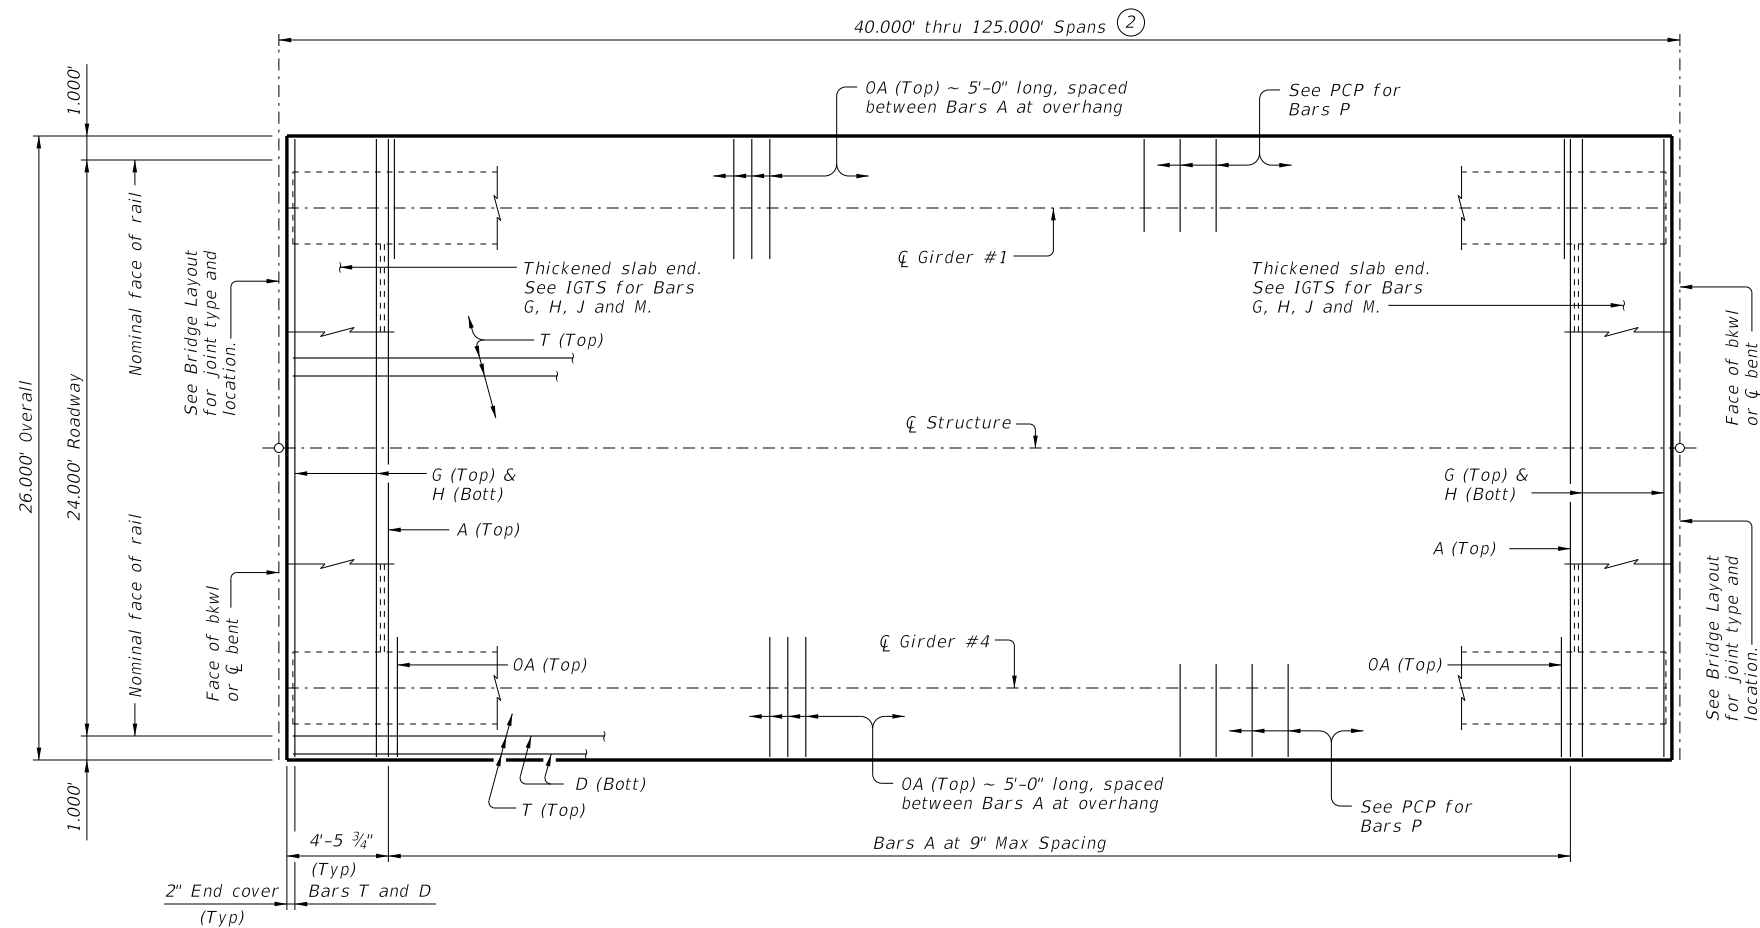 40.000' thru 125.000' Spans 2
1.000'
OA (Top) ~ 5'-0" long, spaced
between Bars A at overhang
See PCP for
Bars P
26.000' Overall
24.000' Roadway
Nominal face of rail
See Bridge Layout
for joint type and
location.
℄ Girder #1
Thickened slab end.
See IGTS for Bars
G, H, J and M.
Thickened slab end.
See IGTS for Bars
G, H, J and M.
Face of bkwl
or ℄ bent
T (Top)
℄ Structure
G (Top) &
H (Bott)
G (Top) &
H (Bott)
A (Top)
A (Top)
Nominal face of rail
Face of bkwl
or ℄ bent
See Bridge Layout
for joint type and
location.
℄ Girder #4
OA (Top)
OA (Top)
D (Bott)
T (Top)
OA (Top) ~ 5'-0" long, spaced
between Bars A at overhang
See PCP for
Bars P
1.000'
4'-5 ¾"
(Typ)
Bars A at 9" Max Spacing
2" End cover
(Typ)
Bars T and D